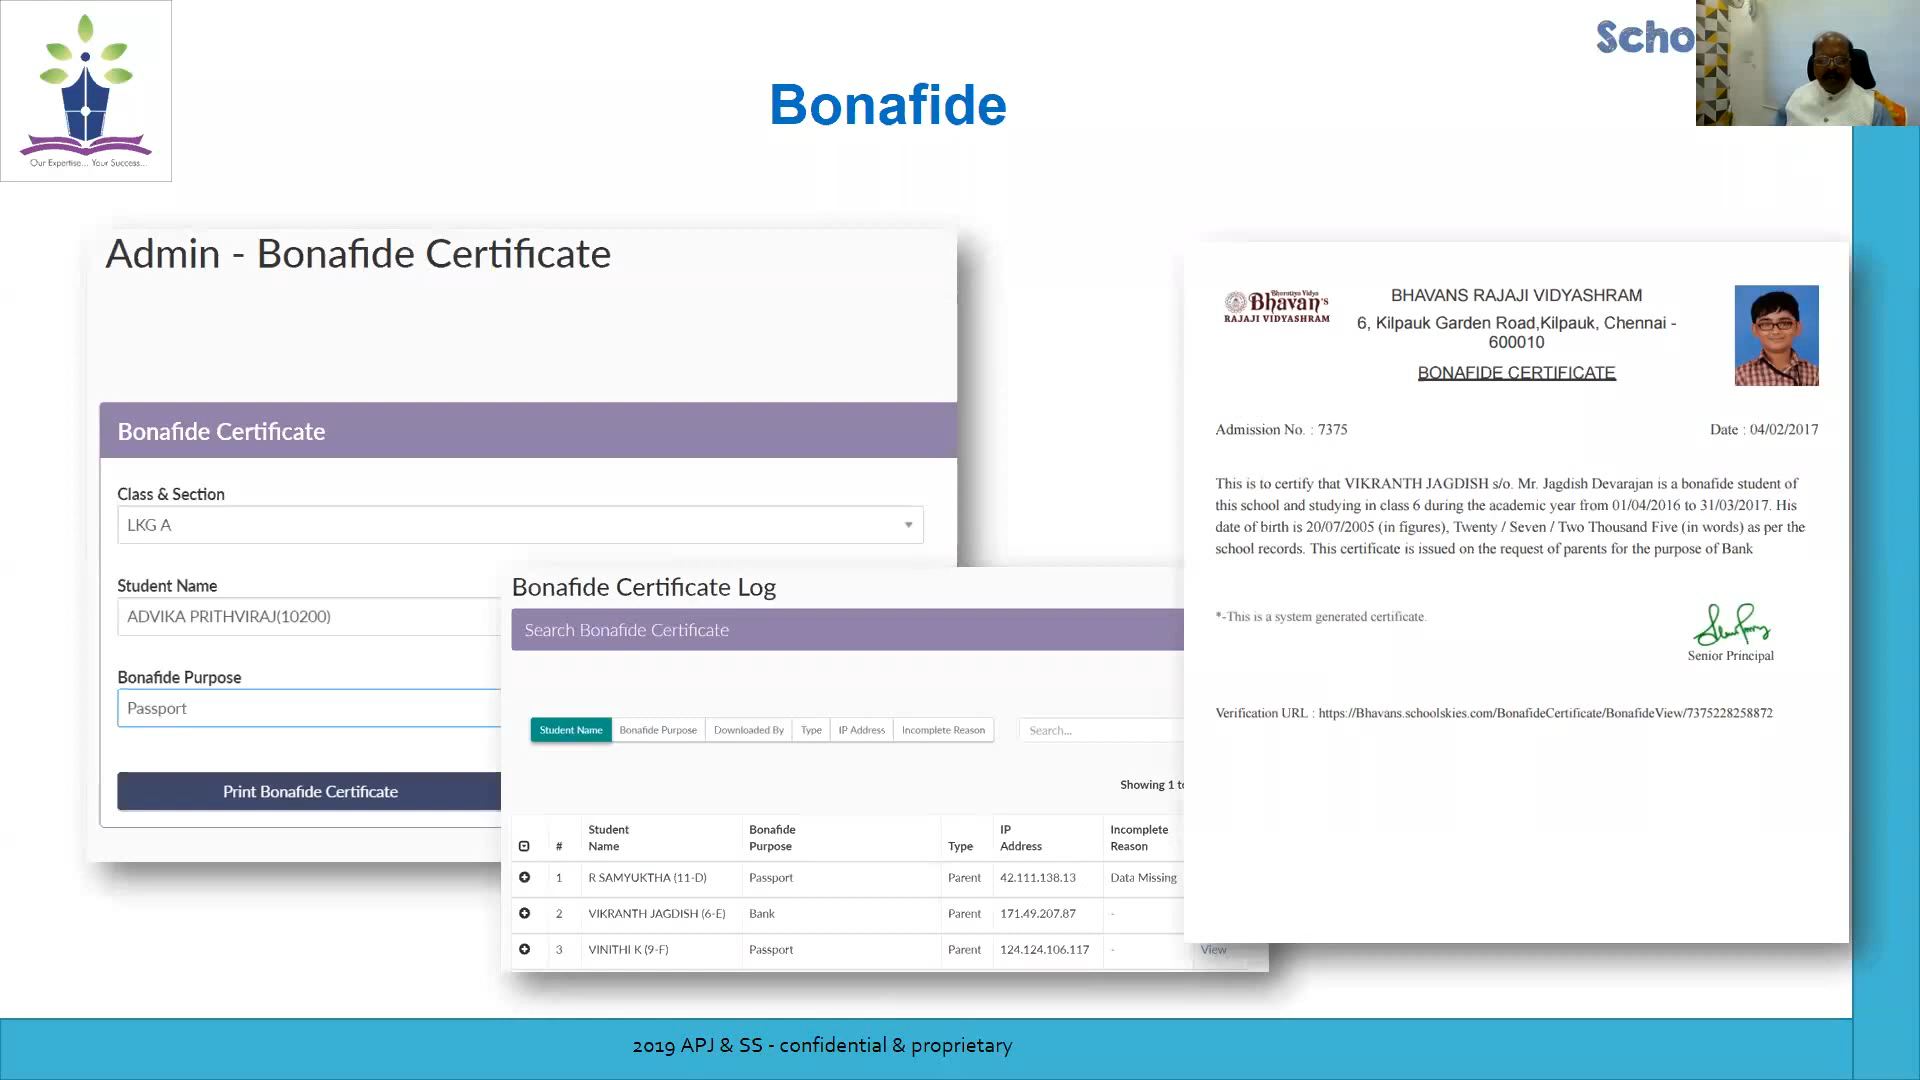 Our Expertise... Your Success...
Scho
Bonafide
Admin - Bonafide Certificate
Bonafide Certificate
Class & Section
LKG A
Student Name
ADVIKA PRITHVIRAJ(10200)
Bonafide Purpose
Passport
Print Bonafide Certificate
Bonafide Certificate Log
Search Bonafide Certificate
Student Name Bonafide Purpose Downloaded By Type IP Address Incomplete Reason Search...
Showing 1 to
# Student Name Bonafide Purpose Type IP Address Incomplete Reason
1 R SAMYUKTHA (11-D) Passport Parent 42.111.138.13 Data Missing
2 VIKRANTH JAGDISH (6-E) Bank Parent 171.49.207.87 -
3 VINITHI K (9-F) Passport Parent 124.124.106.117 - View
Bharatiya Vidya
Bhavan's
RAJAJI VIDYASHRAM
BHAVANS RAJAJI VIDYASHRAM
6, Kilpauk Garden Road,Kilpauk, Chennai -
600010
BONAFIDE CERTIFICATE
Admission No. : 7375
Date : 04/02/2017
This is to certify that VIKRANTH JAGDISH s/o. Mr. Jagdish Devarajan is a bonafide student of
this school and studying in class 6 during the academic year from 01/04/2016 to 31/03/2017. His
date of birth is 20/07/2005 (in figures), Twenty / Seven / Two Thousand Five (in words) as per the
school records. This certificate is issued on the request of parents for the purpose of Bank
*-This is a system generated certificate.
Senior Principal
Verification URL : https://Bhavans.schoolskies.com/BonafideCertificate/BonafideView/7375228258872
2019 APJ & SS - confidential & proprietary